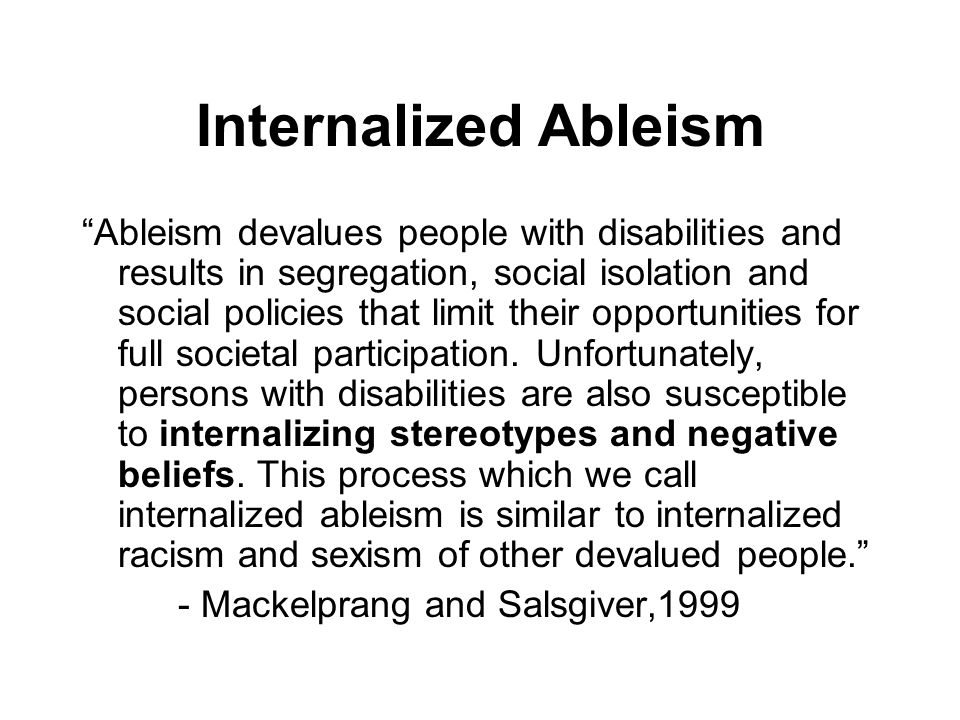 Internalized Ableism
“Ableism devalues people with disabilities and
results in segregation, social isolation and
social policies that limit their opportunities for
full societal participation. Unfortunately,
persons with disabilities are also susceptible
to internalizing stereotypes and negative
beliefs. This process which we call
internalized ableism is similar to internalized
racism and sexism of other devalued people.”
- Mackelprang and Salsgiver,1999